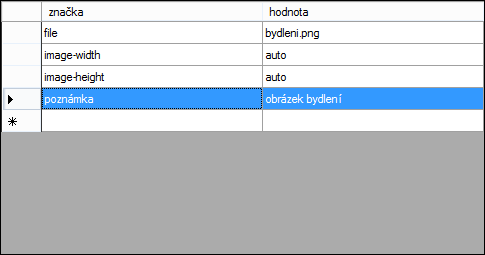 značka hodnota
file bydleni.png
image-width auto
image-height auto
poznámka obrázek bydlení